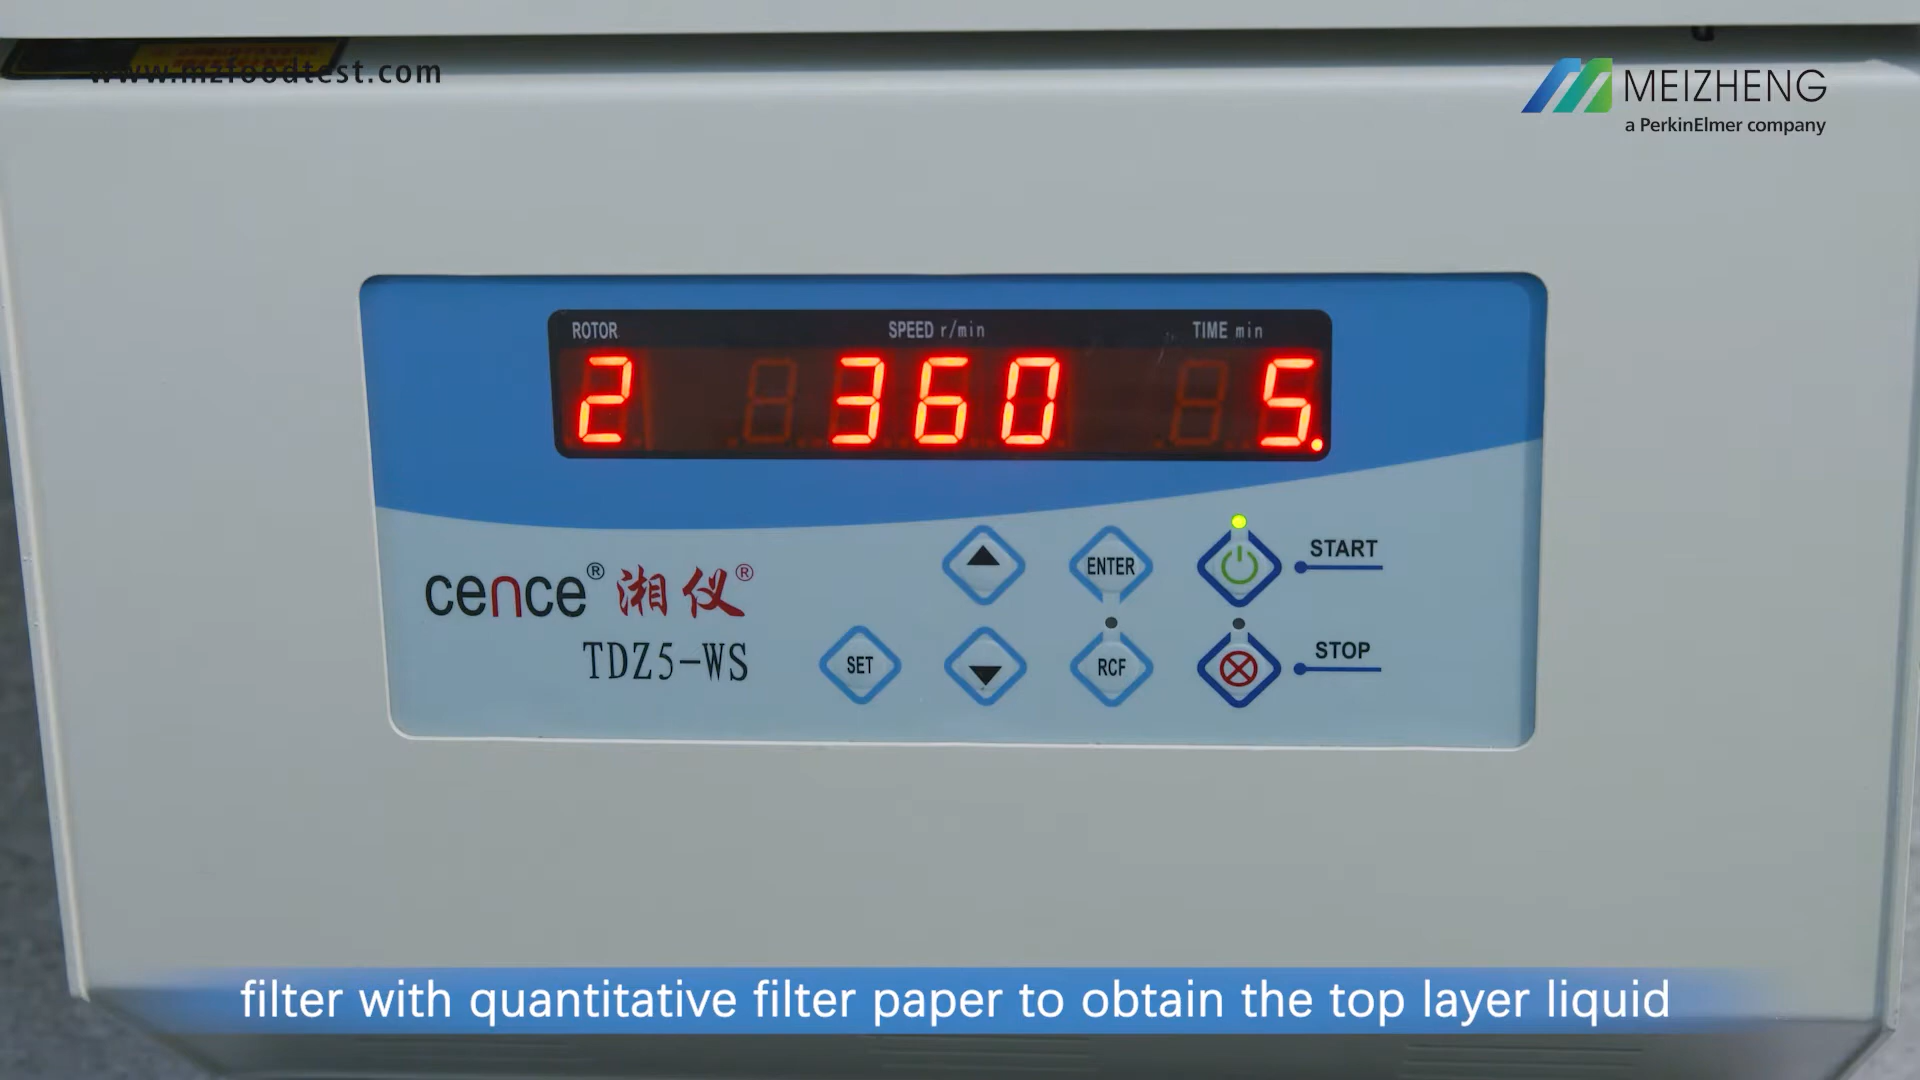 www.mzfoodtest.com
MEIZHENG
a PerkinElmer company
ROTOR SPEED r/min TIME min
2 360 5.
START
ENTER
cence® 湘仪®
STOP
TDZ5-WS
SET
RCF
filter with quantitative filter paper to obtain the top layer liquid